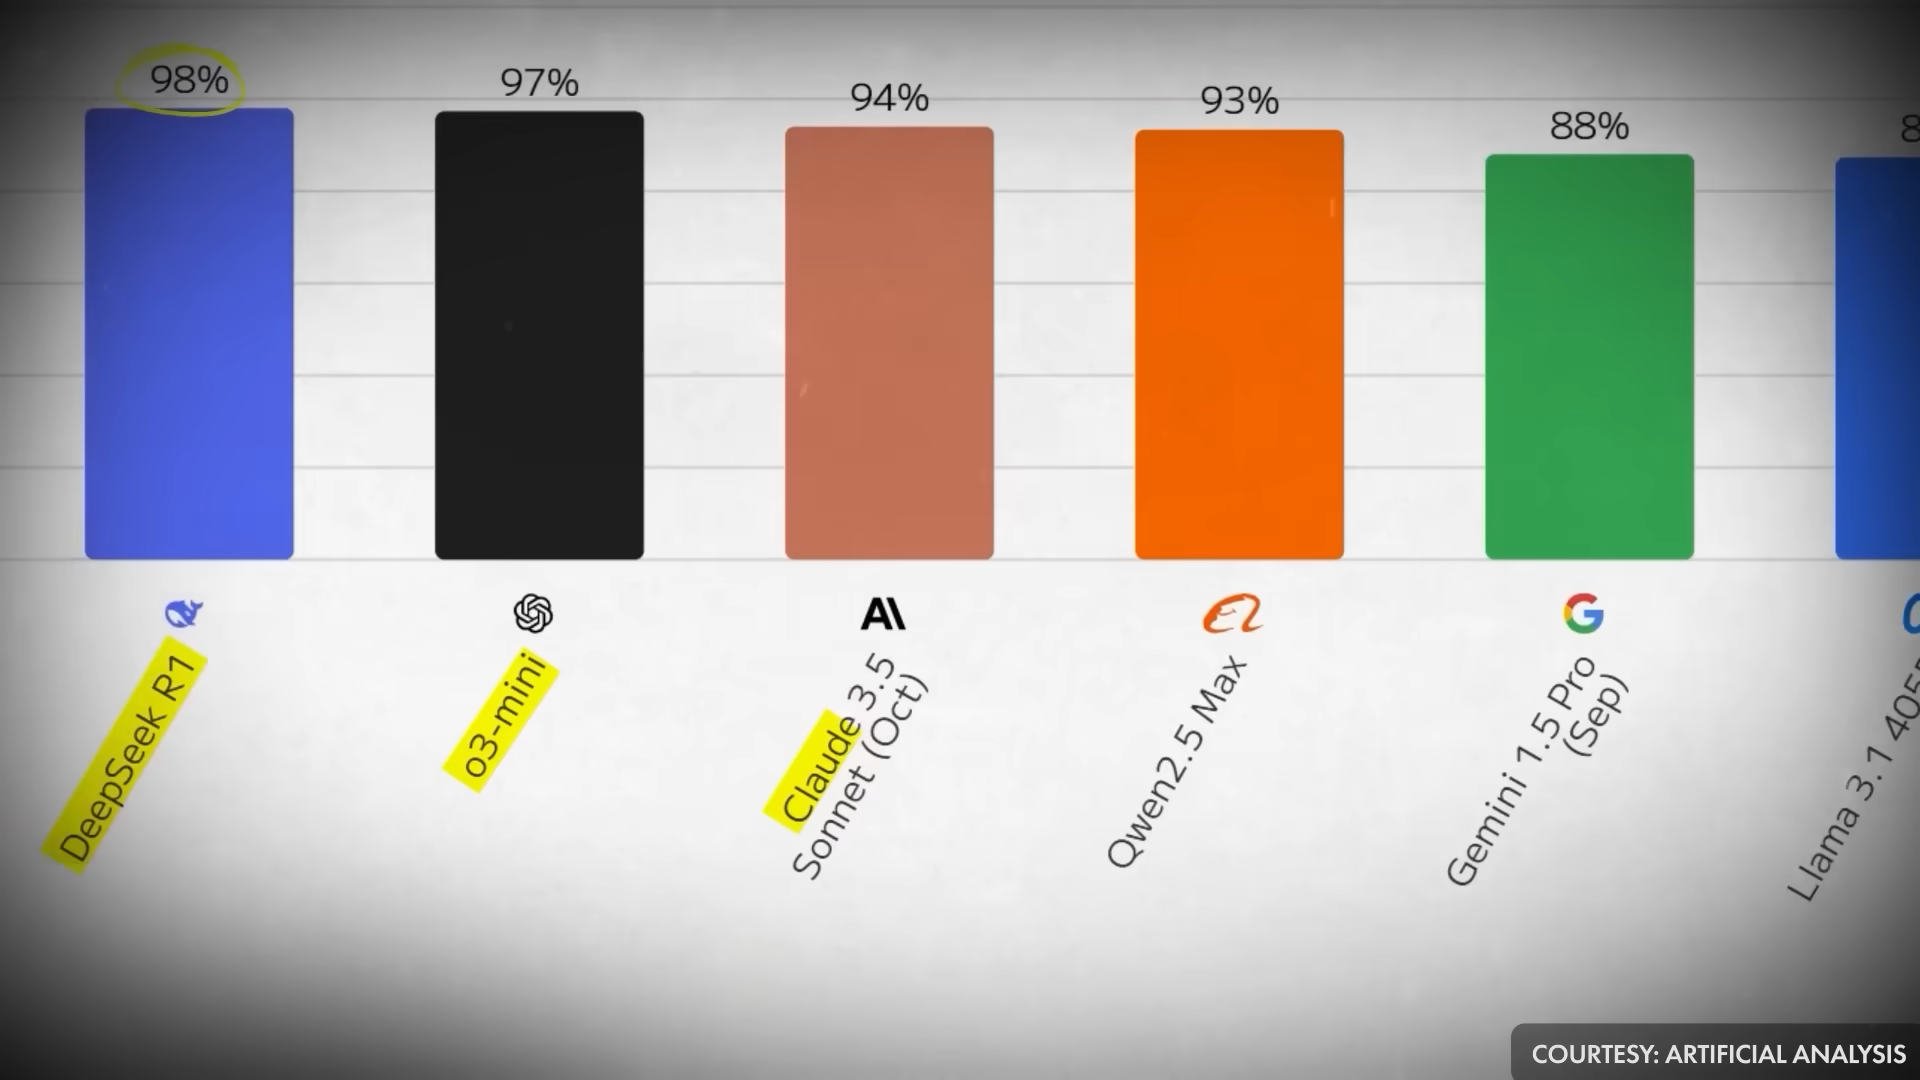 98%
97%
94%
93%
88%
DeepSeek R1
o3-mini
Claude 3.5
Sonnet (Oct)
Qwen2.5 Max
Gemini 1.5 Pro
(Sep)
Llama 3.1
COURTESY: ARTIFICIAL ANALYSIS